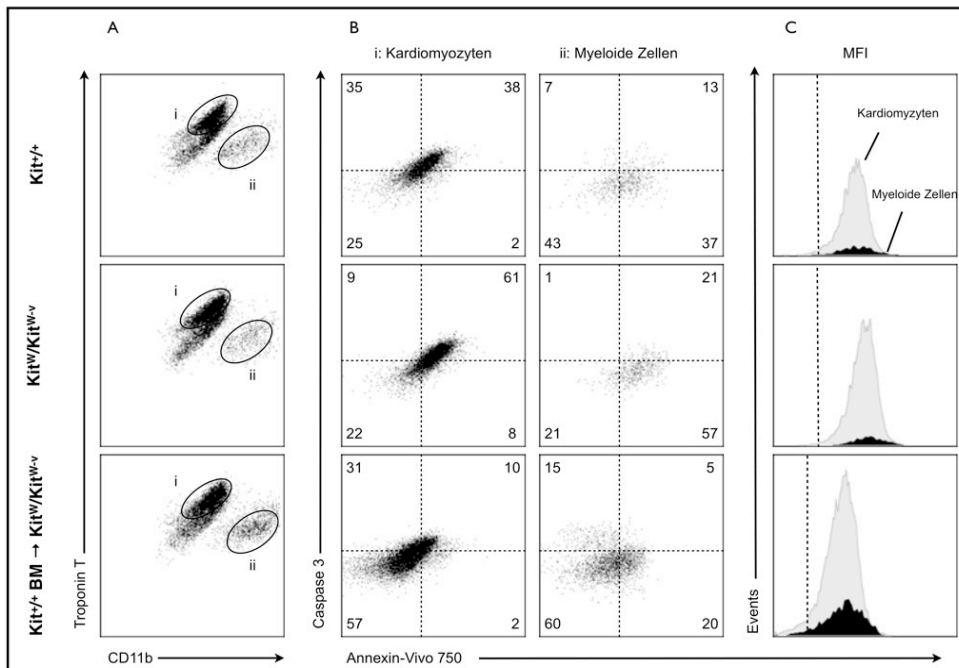 A
B
C
i: Kardiomyozyten
ii: Myeloide Zellen
MFI
Kit+/+
i
ii
35 38
25 2
7 13
43 37
Kardiomyzyten
Myeloide Zellen
KitW/KitW-v
i
ii
9 61
22 8
1 21
21 57
Kit+/+ BM → KitW/KitW-v
i
ii
31 10
57 2
15 5
60 20
Troponin T
Caspase 3
Events
CD11b
Annexin-Vivo 750